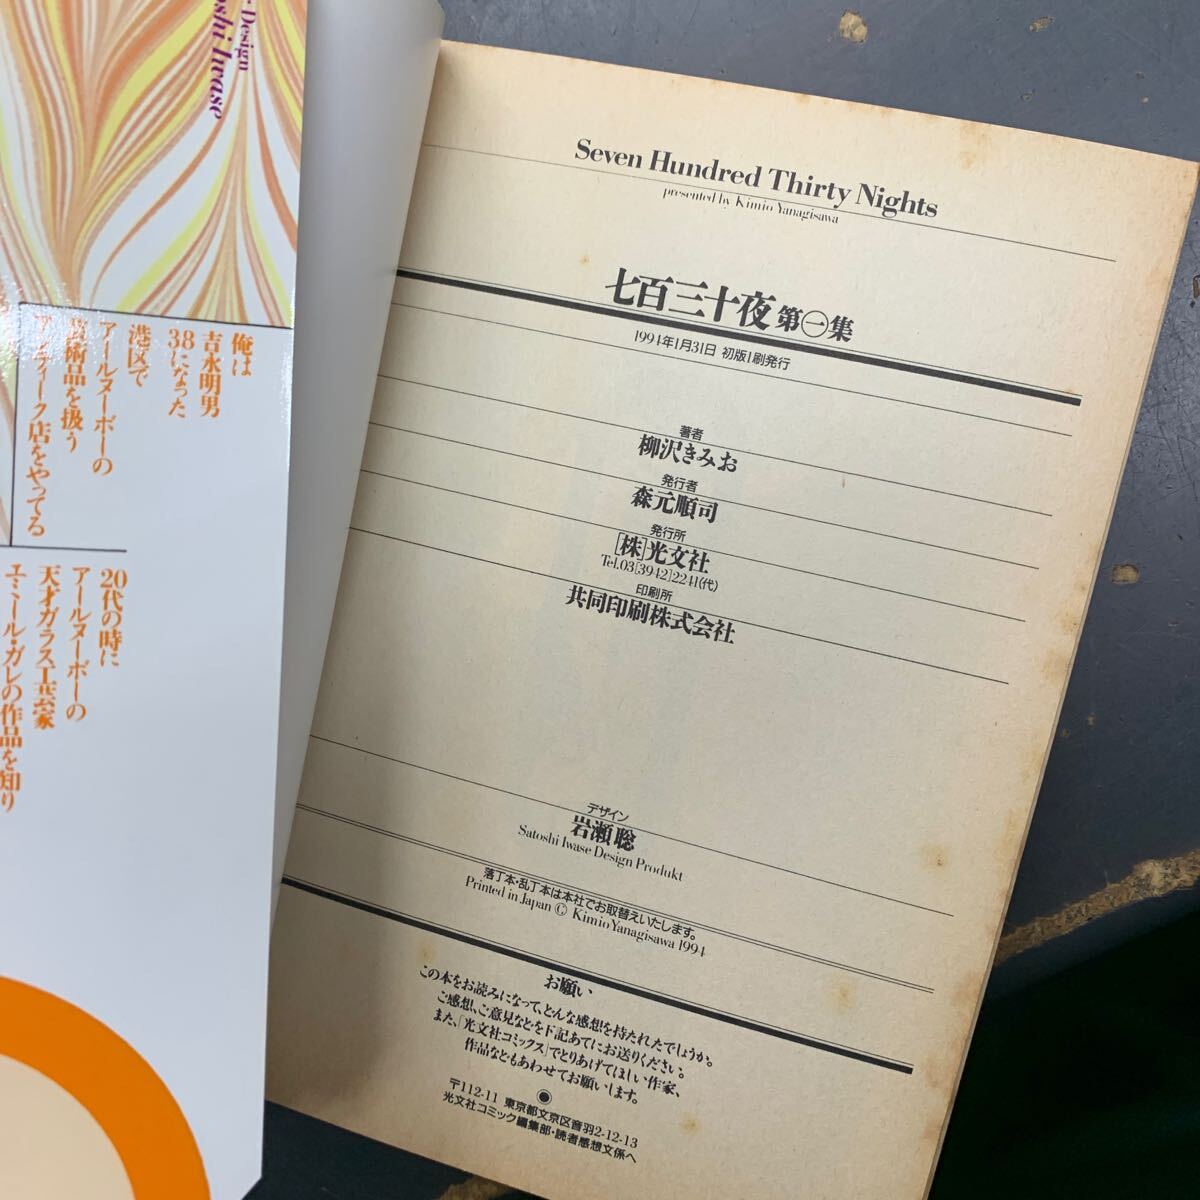 Design
俺は
吉永明男
38になった
港区で
アールヌーボーの
芸術品を扱う
アンティーク店をやってる
20代の時に
アールヌーボーの
天才ガラス工芸家
エミール・ガレの作品を知り
Seven Hundred Thirty Nights
presented by Kimio Yanagisawa
七百三十夜 第㊀集
1994年1月31日 初版1刷発行
著者
柳沢きみお
発行者
森元順司
発行所
[株]光文社
Tel.03[3942]2241(代)
印刷所
共同印刷株式会社
デザイン
岩瀬聡
Satoshi Iwase Design Produkt
落丁本・乱丁本は本社でお取替えいたします。
Printed in Japan © Kimio Yanagisawa 1994
お願い
この本をお読みになって、どんな感想を持たれたでしょうか。
ご感想、ご意見などを下記あてにお送りください。
また、「光文社コミックス」でとりあげてほしい作家、
作品などもあわせてお願いします。
●
〒112-11 東京都文京区音羽2-12-13
光文社コミック編集部・読者感想文係へ